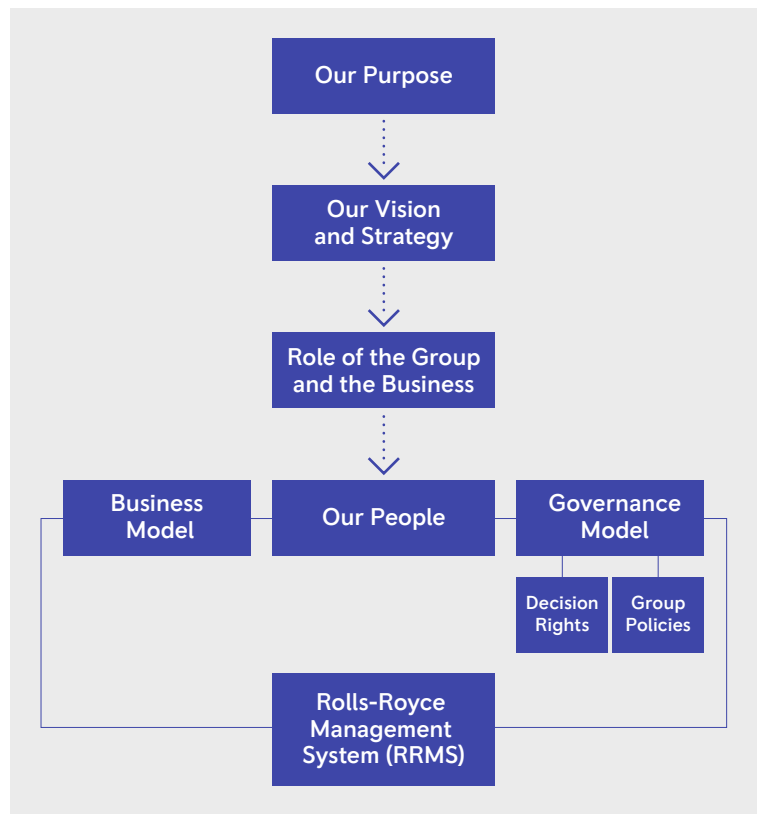 Our Purpose
Our Vision
and Strategy
Role of the Group
and the Business
Business
Model
Our People
Governance
Model
Decision
Rights
Group
Policies
Rolls-Royce
Management
System (RRMS)